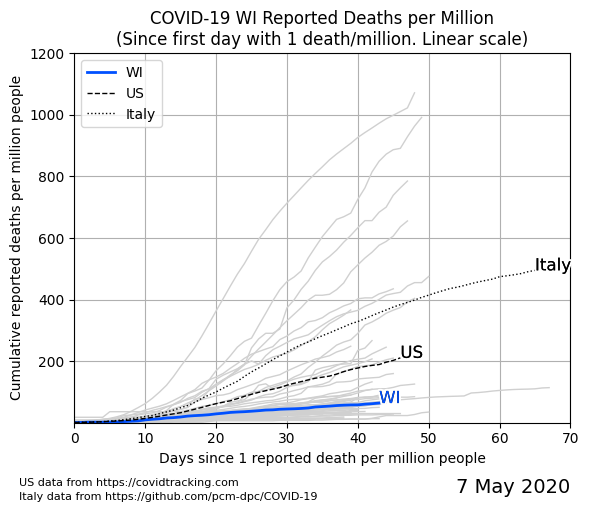 COVID-19 WI Reported Deaths per Million
(Since first day with 1 death/million. Linear scale)
Cumulative reported deaths per million people
1200
1000
800
600
400
200
WI
US
Italy
Italy
US
WI
0
10
20
30
40
50
60
70
Days since 1 reported death per million people
US data from https://covidtracking.com
Italy data from https://github.com/pcm-dpc/COVID-19
7 May 2020